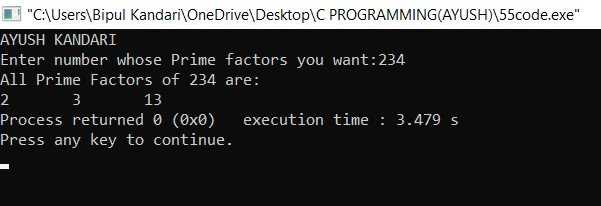 "C:\Users\Bipul Kandari\OneDrive\Desktop\C PROGRAMMING(AYUSH)\55code.exe"
AYUSH KANDARI
Enter number whose Prime factors you want:234
All Prime Factors of 234 are:
2       3       13
Process returned 0 (0x0)   execution time : 3.479 s
Press any key to continue.